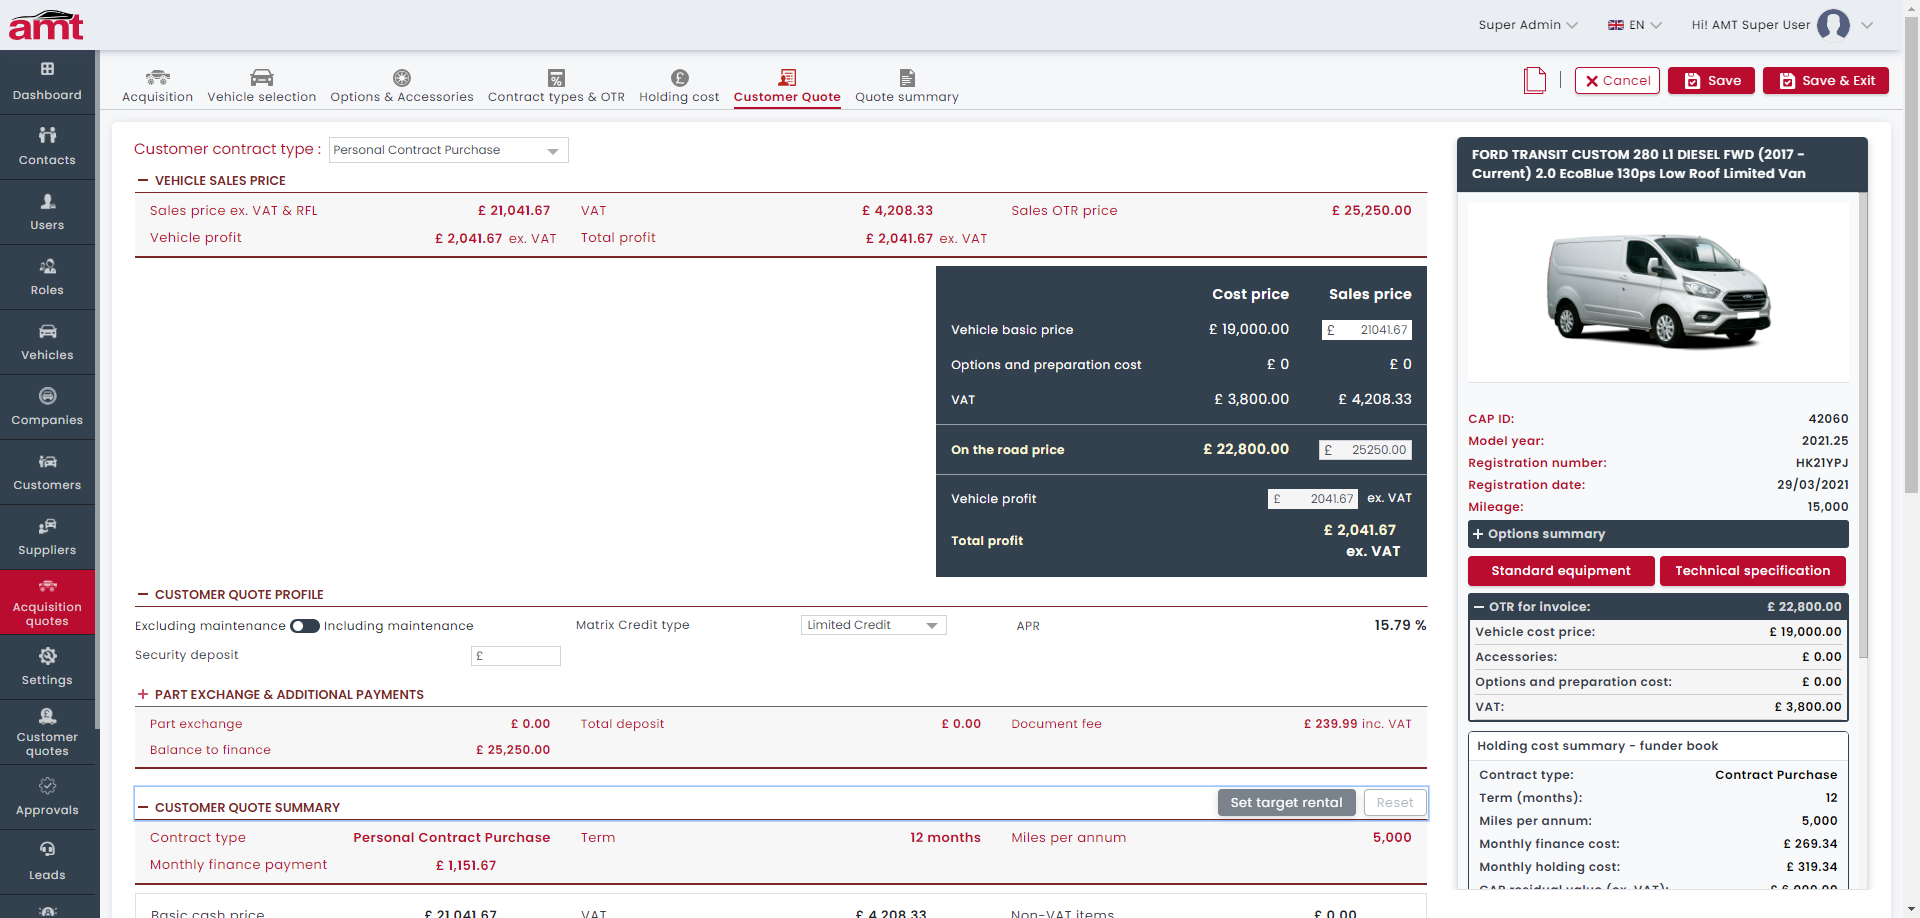 amt
Super Admin
EN
Hi! AMT Super User
Dashboard
Contacts
Users
Roles
Vehicles
Companies
Customers
Suppliers
Acquisition
quotes
Settings
Customer
quotes
Approvals
Leads
Acquisition
Vehicle selection
Options & Accessories
Contract types & OTR
Holding cost
Customer Quote
Quote summary
Cancel
Save
Save & Exit
Customer contract type : Personal Contract Purchase
VEHICLE SALES PRICE
Sales price ex. VAT & RFL £ 21,041.67 VAT £ 4,208.33 Sales OTR price £ 25,250.00
Vehicle profit £ 2,041.67 ex. VAT Total profit £ 2,041.67 ex. VAT
Cost price Sales price
Vehicle basic price £ 19,000.00 £ 21041.67
Options and preparation cost £ 0 £ 0
VAT £ 3,800.00 £ 4,208.33
On the road price £ 22,800.00 £ 25250.00
Vehicle profit £ 2041.67 ex. VAT
Total profit £ 2,041.67
ex. VAT
CUSTOMER QUOTE PROFILE
Excluding maintenance Including maintenance Matrix Credit type Limited Credit APR 15.79 %
Security deposit £
PART EXCHANGE & ADDITIONAL PAYMENTS
Part exchange £ 0.00 Total deposit £ 0.00 Document fee £ 239.99 inc. VAT
Balance to finance £ 25,250.00
CUSTOMER QUOTE SUMMARY Set target rental Reset
Contract type Personal Contract Purchase Term 12 months Miles per annum 5,000
Monthly finance payment £ 1,151.67
Basic cash price £ 21,041.67 VAT £ 4,208.33 Non-VAT items £ 0.00
FORD TRANSIT CUSTOM 280 L1 DIESEL FWD (2017 -
Current) 2.0 EcoBlue 130ps Low Roof Limited Van
CAP ID: 42060
Model year: 2021.25
Registration number: HK21YPJ
Registration date: 29/03/2021
Mileage: 15,000
Options summary
Standard equipment Technical specification
OTR for invoice: £ 22,800.00
Vehicle cost price: £ 19,000.00
Accessories: £ 0.00
Options and preparation cost: £ 0.00
VAT: £ 3,800.00
Holding cost summary - funder book
Contract type: Contract Purchase
Term (months): 12
Miles per annum: 5,000
Monthly finance cost: £ 269.34
Monthly holding cost: £ 319.34
CAP residual value (ex. VAT): £ 6,000.00